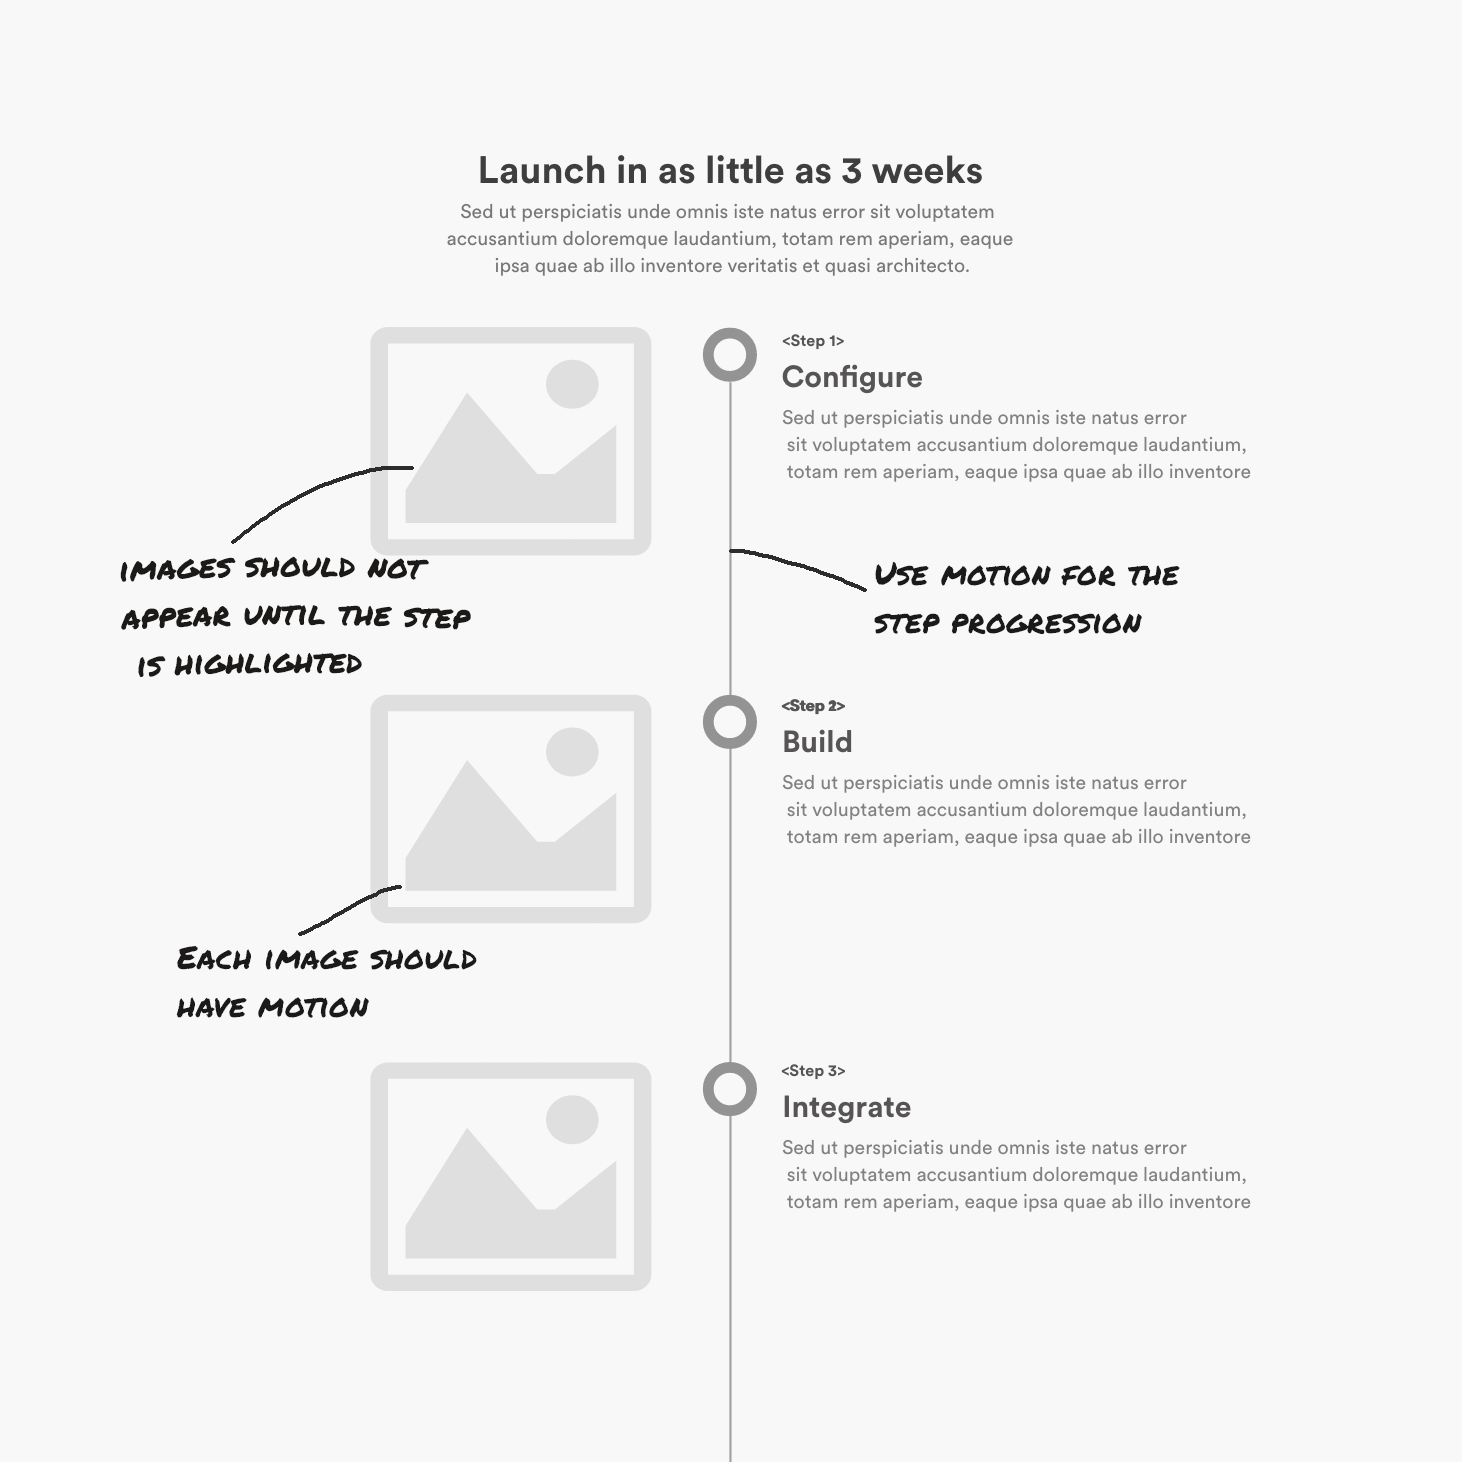 Launch in as little as 3 weeks
Sed ut perspiciatis unde omnis iste natus error sit voluptatem
accusantium doloremque laudantium, totam rem aperiam, eaque
ipsa quae ab illo inventore veritatis et quasi architecto.
<Step 1>
Configure
Sed ut perspiciatis unde omnis iste natus error
sit voluptatem accusantium doloremque laudantium,
totam rem aperiam, eaque ipsa quae ab illo inventore
IMAGES SHOULD NOT
APPEAR UNTIL THE STEP
IS HIGHLIGHTED
USE MOTION FOR THE
STEP PROGRESSION
<Step 2>
Build
Sed ut perspiciatis unde omnis iste natus error
sit voluptatem accusantium doloremque laudantium,
totam rem aperiam, eaque ipsa quae ab illo inventore
EACH IMAGE SHOULD
HAVE MOTION
<Step 3>
Integrate
Sed ut perspiciatis unde omnis iste natus error
sit voluptatem accusantium doloremque laudantium,
totam rem aperiam, eaque ipsa quae ab illo inventore